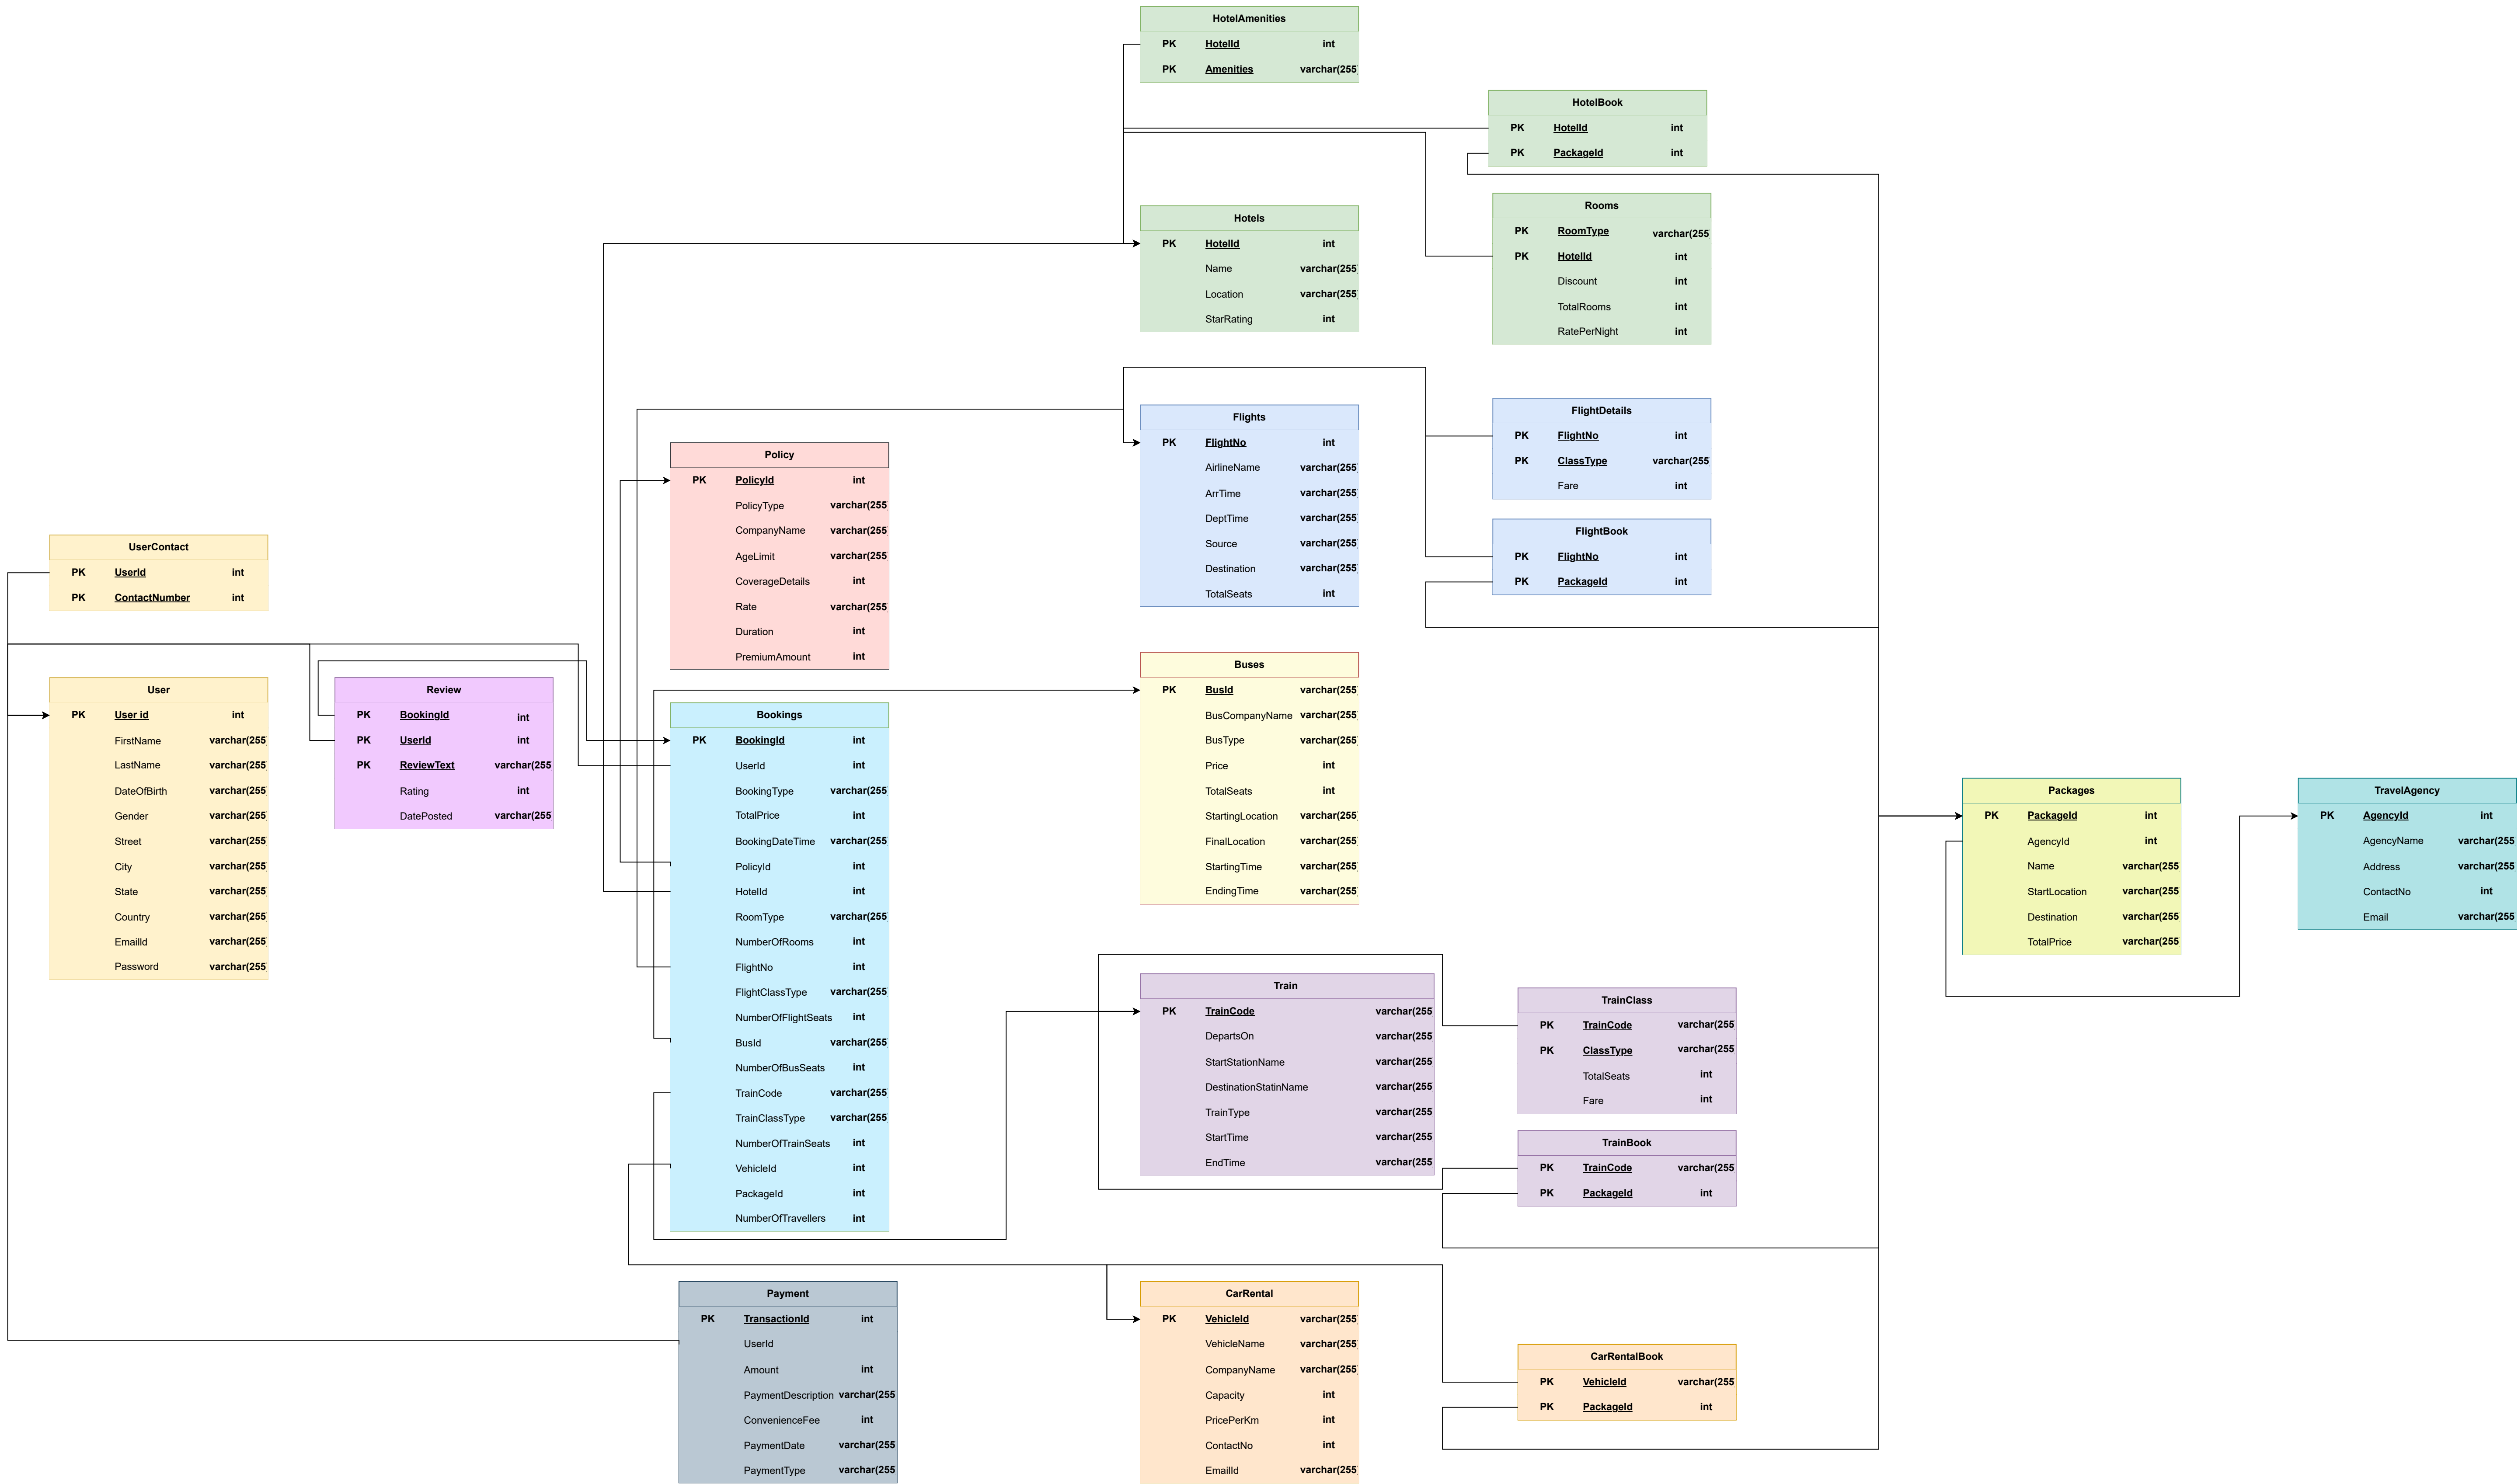 HotelAmenities
PK HotelId int
PK Amenities varchar(255
HotelBook
PK HotelId int
PK PackageId int
Hotels
PK HotelId int
Name varchar(255
Location varchar(255
StarRating int
Rooms
PK RoomType varchar(255
PK HotelId int
Discount int
TotalRooms int
RatePerNight int
Flights
PK FlightNo int
AirlineName varchar(255
ArrTime varchar(255
DeptTime varchar(255
Source varchar(255
Destination varchar(255
TotalSeats int
FlightDetails
PK FlightNo int
PK ClassType varchar(255
Fare int
FlightBook
PK FlightNo int
PK PackageId int
Policy
PK PolicyId int
PolicyType varchar(255
CompanyName varchar(255
AgeLimit varchar(255
CoverageDetails int
Rate varchar(255
Duration int
PremiumAmount int
UserContact
PK UserId int
PK ContactNumber int
User
PK User id int
FirstName varchar(255
LastName varchar(255
DateOfBirth varchar(255
Gender varchar(255
Street varchar(255
City varchar(255
State varchar(255
Country varchar(255
EmailId varchar(255
Password varchar(255
Review
PK BookingId int
PK UserId int
PK ReviewText varchar(255
Rating int
DatePosted varchar(255
Bookings
PK BookingId int
UserId int
BookingType varchar(255
TotalPrice int
BookingDateTime varchar(255
PolicyId int
HotelId int
RoomType varchar(255
NumberOfRooms int
FlightNo int
FlightClassType varchar(255
NumberOfFlightSeats int
BusId varchar(255
NumberOfBusSeats int
TrainCode varchar(255
TrainClassType varchar(255
NumberOfTrainSeats int
VehicleId int
PackageId int
NumberOfTravellers int
Buses
PK BusId varchar(255
BusCompanyName varchar(255
BusType varchar(255
Price int
TotalSeats int
StartingLocation varchar(255
FinalLocation varchar(255
StartingTime varchar(255
EndingTime varchar(255
Packages
PK PackageId int
AgencyId int
Name varchar(255
StartLocation varchar(255
Destination varchar(255
TotalPrice varchar(255
TravelAgency
PK AgencyId int
AgencyName varchar(255
Address varchar(255
ContactNo int
Email varchar(255
Train
PK TrainCode varchar(255
DepartsOn varchar(255
StartStationName varchar(255
DestinationStatinName varchar(255
TrainType varchar(255
StartTime varchar(255
EndTime varchar(255
TrainClass
PK TrainCode varchar(255
PK ClassType varchar(255
TotalSeats int
Fare int
TrainBook
PK TrainCode varchar(255
PK PackageId int
Payment
PK TransactionId int
UserId
Amount int
PaymentDescription varchar(255
ConvenienceFee int
PaymentDate varchar(255
PaymentType varchar(255
CarRental
PK VehicleId varchar(255
VehicleName varchar(255
CompanyName varchar(255
Capacity int
PricePerKm int
ContactNo int
EmailId varchar(255
CarRentalBook
PK VehicleId varchar(255
PK PackageId int